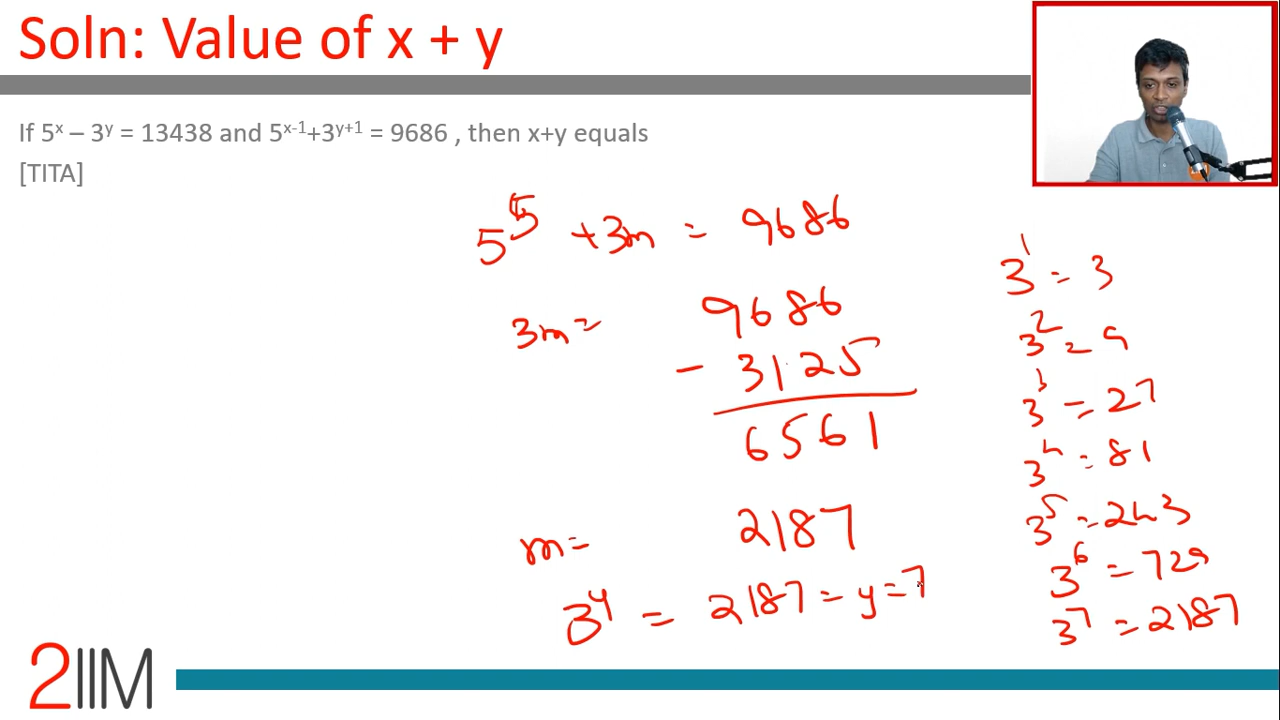 Soln: Value of x + y
If 5ˣ – 3ʸ = 13438 and 5ˣ⁻¹+3ʸ⁺¹ = 9686 , then x+y equals
[TITA]
5⁵ +3m = 9686
3m = 9686
- 3125
6561
m = 2187
3ʸ = 2187 = y=7
3¹ = 3
3² = 9
3³ = 27
3⁴ = 81
3⁵ = 243
3⁶ = 729
3⁷ = 2187
2IIM